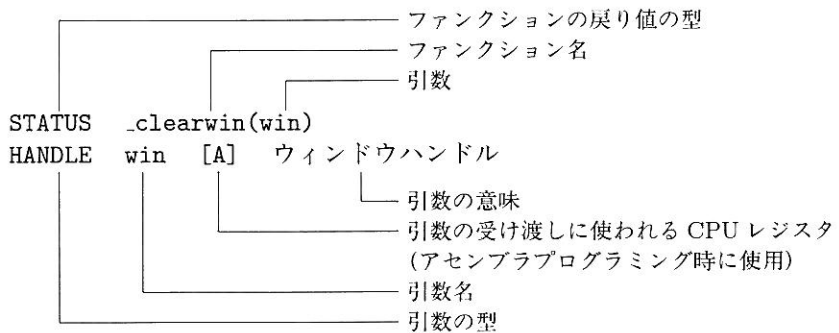 ファンクションの戻り値の型
ファンクション名
引数
STATUS _clearwin(win)
HANDLE win [A] ウィンドウハンドル
引数の意味
引数の受け渡しに使われる CPU レジスタ
(アセンブラプログラミング時に使用)
引数名
引数の型